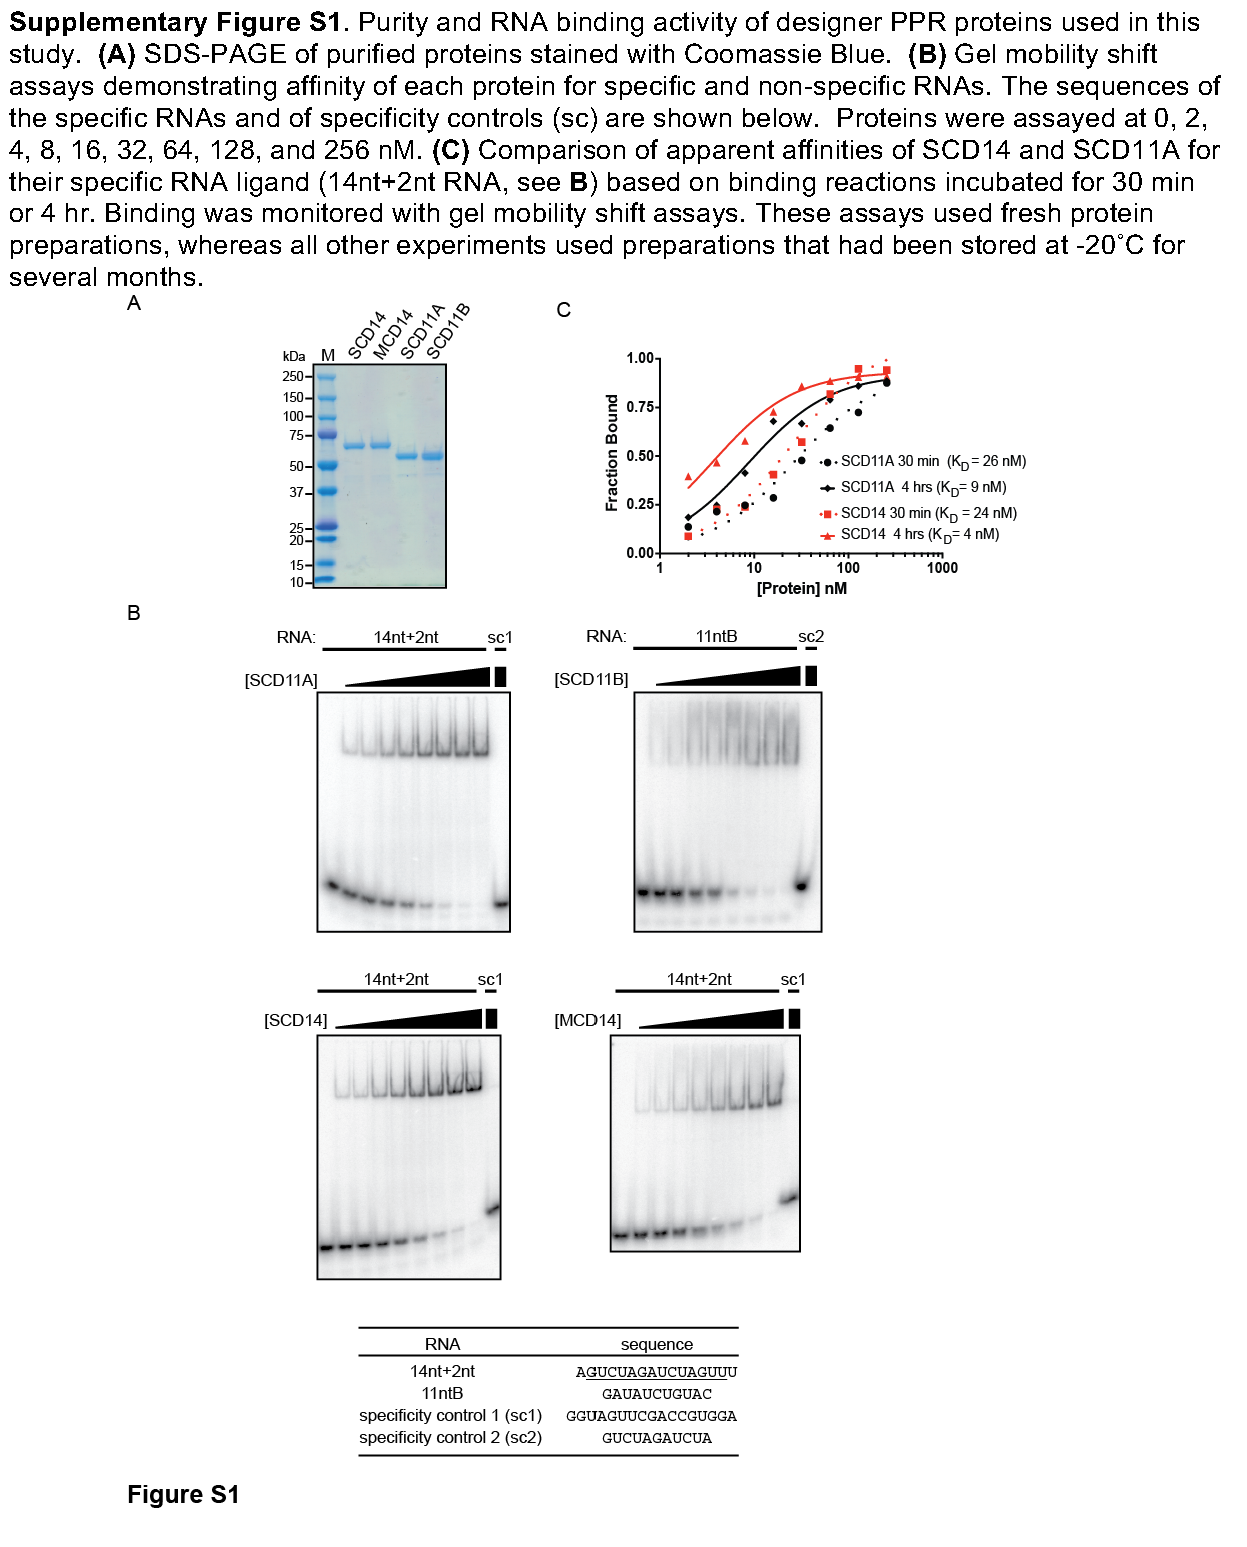 Supplementary Figure S1. Purity and RNA binding activity of designer PPR proteins used in this
study.  (A) SDS-PAGE of purified proteins stained with Coomassie Blue.  (B) Gel mobility shift
assays demonstrating affinity of each protein for specific and non-specific RNAs. The sequences of
the specific RNAs and of specificity controls (sc) are shown below.  Proteins were assayed at 0, 2,
4, 8, 16, 32, 64, 128, and 256 nM. (C) Comparison of apparent affinities of SCD14 and SCD11A for
their specific RNA ligand (14nt+2nt RNA, see B) based on binding reactions incubated for 30 min
or 4 hr. Binding was monitored with gel mobility shift assays. These assays used fresh protein
preparations, whereas all other experiments used preparations that had been stored at -20˚C for
several months.
A
kDa M SCD14 MCD14 SCD11A SCD11B
250
150
100
75
50
37
25
20
15
10
C
Fraction Bound
1.00
0.75
0.50
0.25
0.00
1 10 100 1000
[Protein] nM
SCD11A 30 min (KD = 26 nM)
SCD11A 4 hrs (KD= 9 nM)
SCD14 30 min (KD = 24 nM)
SCD14 4 hrs (KD= 4 nM)
B
RNA: 14nt+2nt sc1
[SCD11A]
RNA: 11ntB sc2
[SCD11B]
14nt+2nt sc1
[SCD14]
14nt+2nt sc1
[MCD14]
RNA sequence
14nt+2nt AGUCUAGAUCUAGUUU
11ntB GAUAUCUGUAC
specificity control 1 (sc1) GGUAGUUCGACCGUGGA
specificity control 2 (sc2) GUCUAGAUCUA
Figure S1